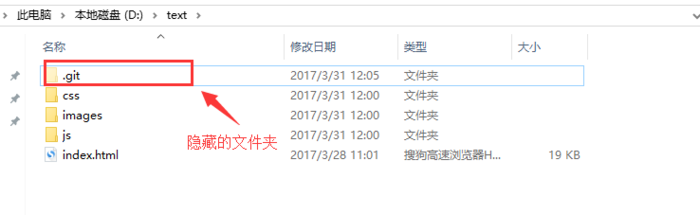 此电脑 > 本地磁盘 (D:) > text
名称 修改日期 类型 大小
.git 2017/3/31 12:05 文件夹
css 2017/3/31 12:00 文件夹
images 2017/3/31 12:00 文件夹
js 2017/3/31 12:00 文件夹
隐藏的文件夹
index.html 2017/3/28 11:01 搜狗高速浏览器H... 19 KB